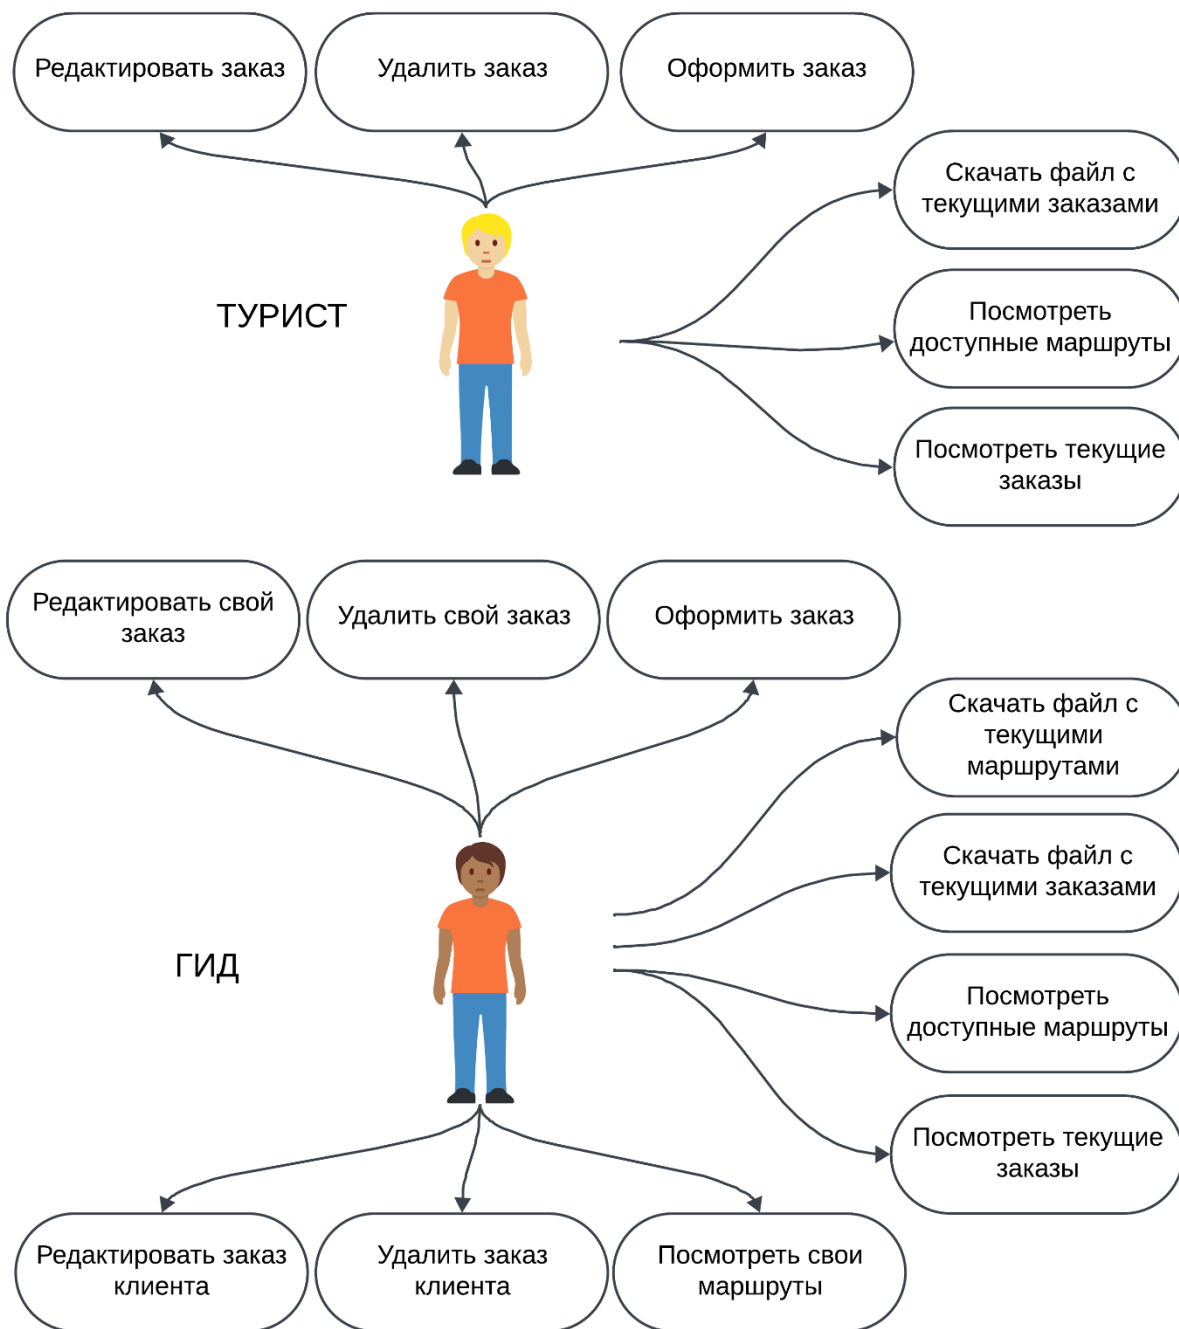 Редактировать заказ
Удалить заказ
Оформить заказ
Скачать файл с
текущими заказами
ТУРИСТ
Посмотреть
доступные маршруты
Посмотреть текущие
заказы
Редактировать свой
заказ
Удалить свой заказ
Оформить заказ
Скачать файл с
текущими
маршрутами
Скачать файл с
текущими заказами
ГИД
Посмотреть
доступные маршруты
Посмотреть текущие
заказы
Редактировать заказ
клиента
Удалить заказ
клиента
Посмотреть свои
маршруты